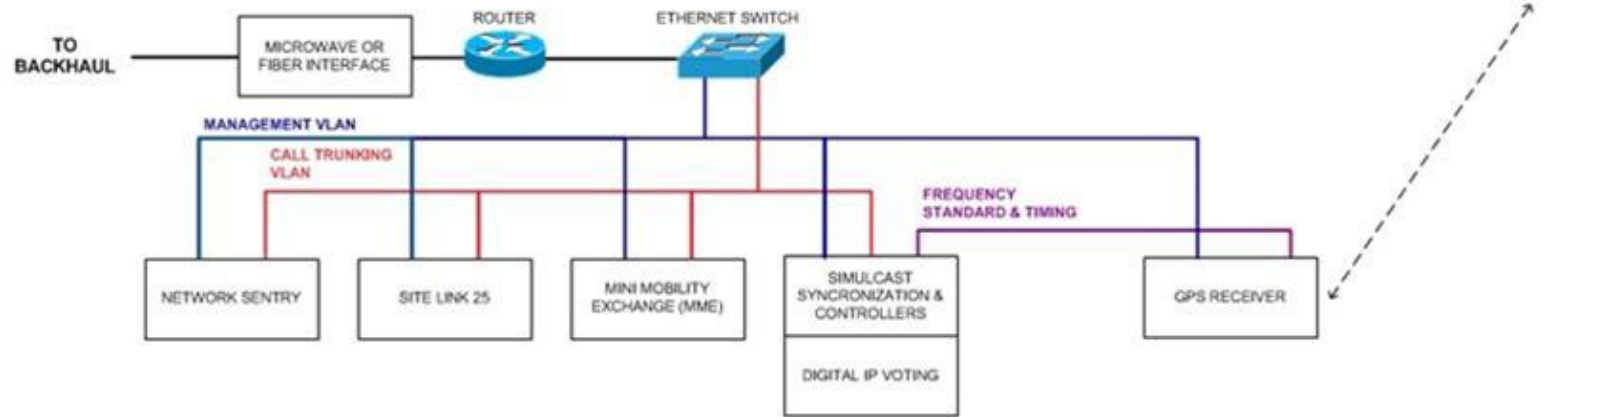 ROUTER
ETHERNET SWITCH
TO
BACKHAUL
MICROWAVE OR
FIBER INTERFACE
MANAGEMENT VLAN
CALL TRUNKING
VLAN
FREQUENCY
STANDARD & TIMING
NETWORK SENTRY
SITE LINK 25
MINI MOBILITY
EXCHANGE (MME)
SIMULCAST
SYNCRONIZATION &
CONTROLLERS
DIGITAL IP VOTING
GPS RECEIVER